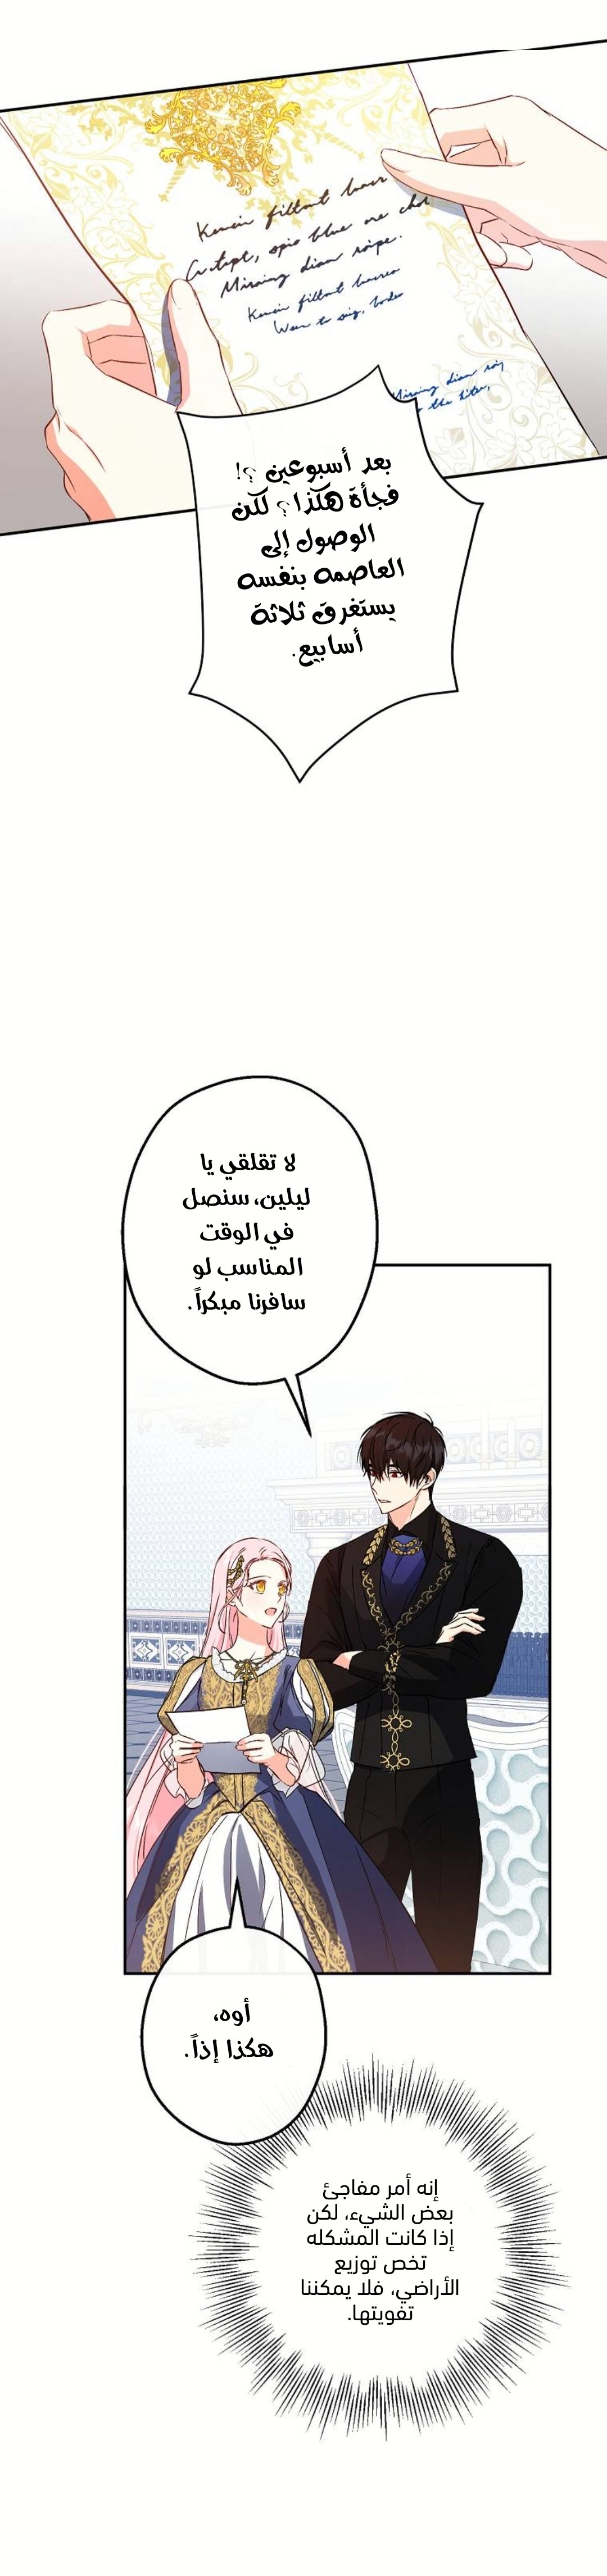 بعد أسبوعين ؟!
فجأة هكذا؟ لكن
الوصول إلى
العاصمه بنفسه
يستغرق ثلاثة
أسابيع.
لا تقلقي يا
ليلين، سنصل
في الوقت
المناسب لو
سافرنا مبكراً.
أوه،
هكذا إذاً.
إنه أمر مفاجئ
بعض الشيء، لكن
إذا كانت المشكله
تخص توزيع
الأراضي، فلا يمكننا
تفويتها.